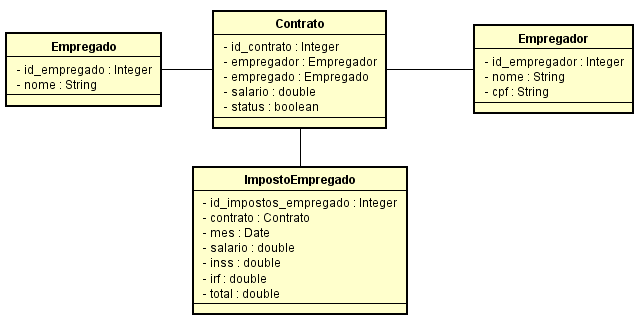 Contrato
- id_contrato : Integer
- empregador : Empregador
- empregado : Empregado
- salario : double
- status : boolean
Empregado
- id_empregado : Integer
- nome : String
Empregador
- id_empregador : Integer
- nome : String
- cpf : String
ImpostoEmpregado
- id_impostos_empregado : Integer
- contrato : Contrato
- mes : Date
- salario : double
- inss : double
- irf : double
- total : double